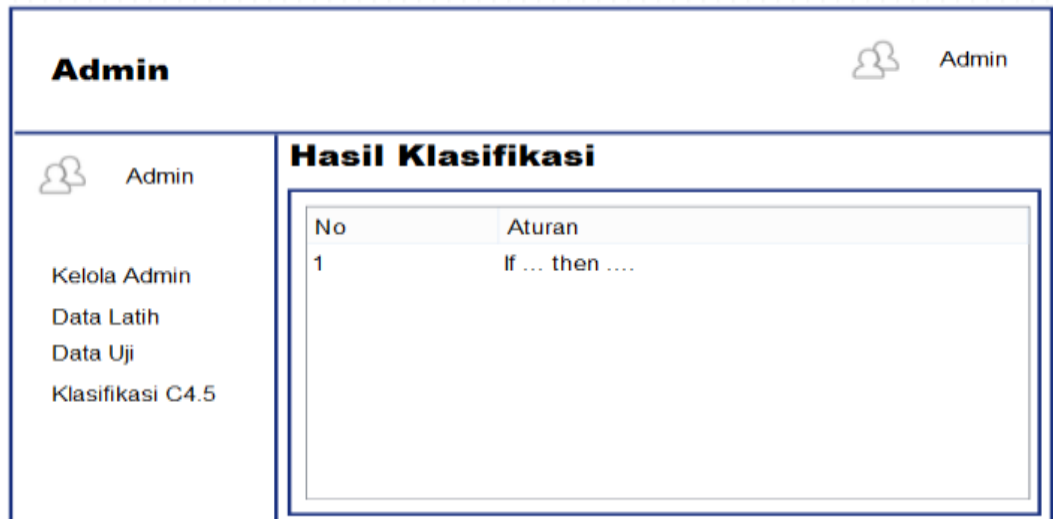 Admin
Admin
Admin
Kelola Admin
Data Latih
Data Uji
Klasifikasi C4.5
Hasil Klasifikasi
No Aturan
1 If ... then ....